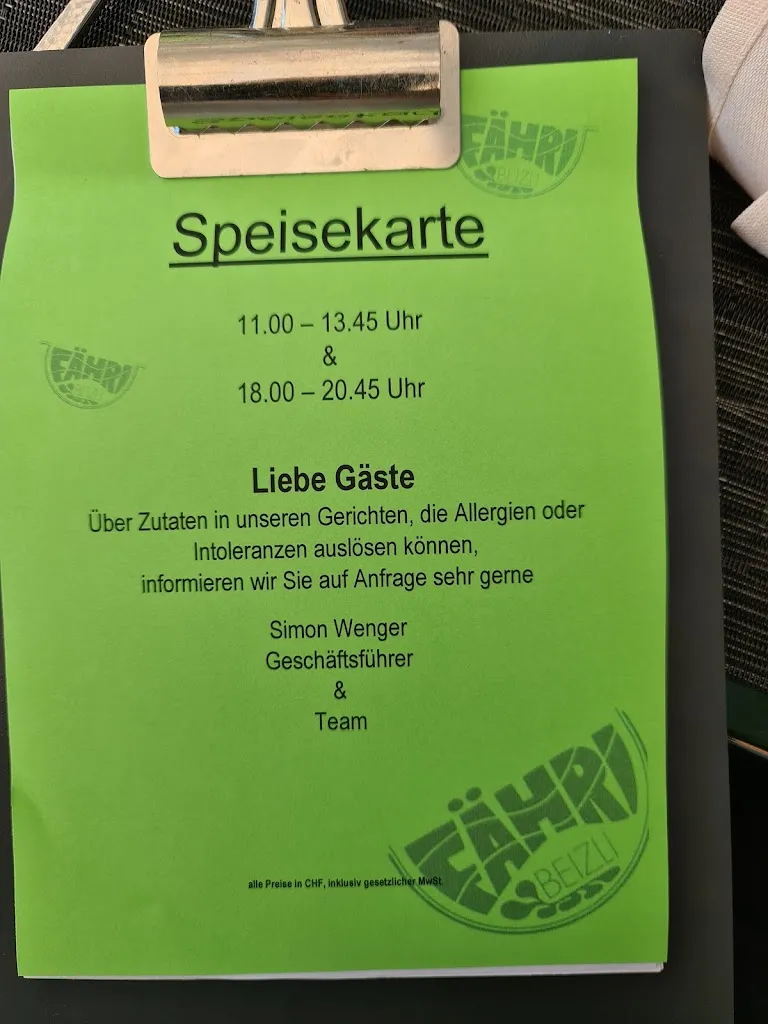 FÄHRI
BEIZLI
Speisekarte
11.00 – 13.45 Uhr
&
18.00 – 20.45 Uhr
FÄHRI
Liebe Gäste
Über Zutaten in unseren Gerichten, die Allergien oder
Intoleranzen auslösen können,
informieren wir Sie auf Anfrage sehr gerne
Simon Wenger
Geschäftsführer
&
Team
FÄHRI
BEIZLI
alle Preise in CHF, inklusiv gesetzlicher MwSt.